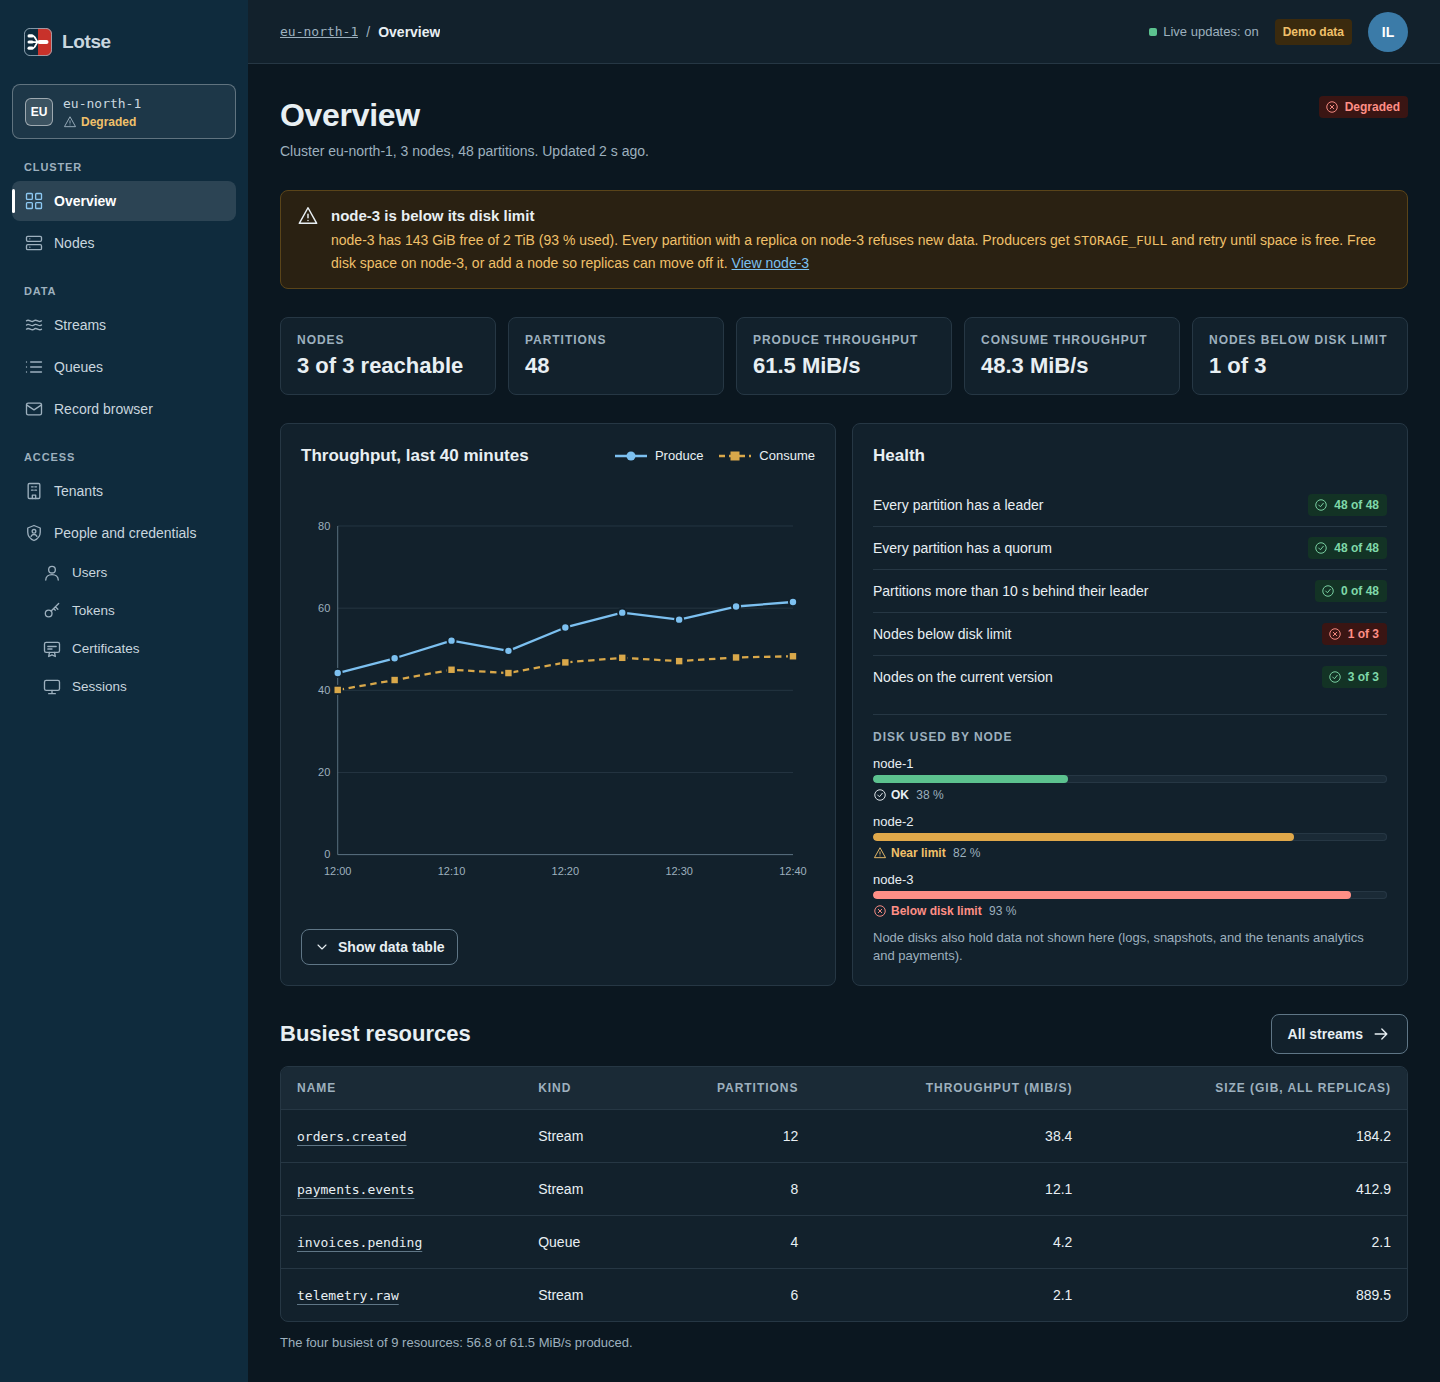 Lotse
EU
eu-north-1
Degraded
CLUSTER
Overview
Nodes
DATA
Streams
Queues
Record browser
ACCESS
Tenants
People and credentials
Users
Tokens
Certificates
Sessions
eu-north-1 / Overview
Live updates: on
Demo data
IL
Overview
Degraded
Cluster eu-north-1, 3 nodes, 48 partitions. Updated 2 s ago.
node-3 is below its disk limit
node-3 has 143 GiB free of 2 TiB (93 % used). Every partition with a replica on node-3 refuses new data. Producers get STORAGE_FULL and retry until space is free. Free
disk space on node-3, or add a node so replicas can move off it. View node-3
NODES
3 of 3 reachable
PARTITIONS
48
PRODUCE THROUGHPUT
61.5 MiB/s
CONSUME THROUGHPUT
48.3 MiB/s
NODES BELOW DISK LIMIT
1 of 3
Throughput, last 40 minutes
Produce
Consume
80
60
40
20
0
12:00
12:10
12:20
12:30
12:40
Show data table
Health
Every partition has a leader
48 of 48
Every partition has a quorum
48 of 48
Partitions more than 10 s behind their leader
0 of 48
Nodes below disk limit
1 of 3
Nodes on the current version
3 of 3
DISK USED BY NODE
node-1
OK 38 %
node-2
Near limit 82 %
node-3
Below disk limit 93 %
Node disks also hold data not shown here (logs, snapshots, and the tenants analytics
and payments).
Busiest resources
All streams
NAME KIND PARTITIONS THROUGHPUT (MIB/S) SIZE (GIB, ALL REPLICAS)
orders.created Stream 12 38.4 184.2
payments.events Stream 8 12.1 412.9
invoices.pending Queue 4 4.2 2.1
telemetry.raw Stream 6 2.1 889.5
The four busiest of 9 resources: 56.8 of 61.5 MiB/s produced.